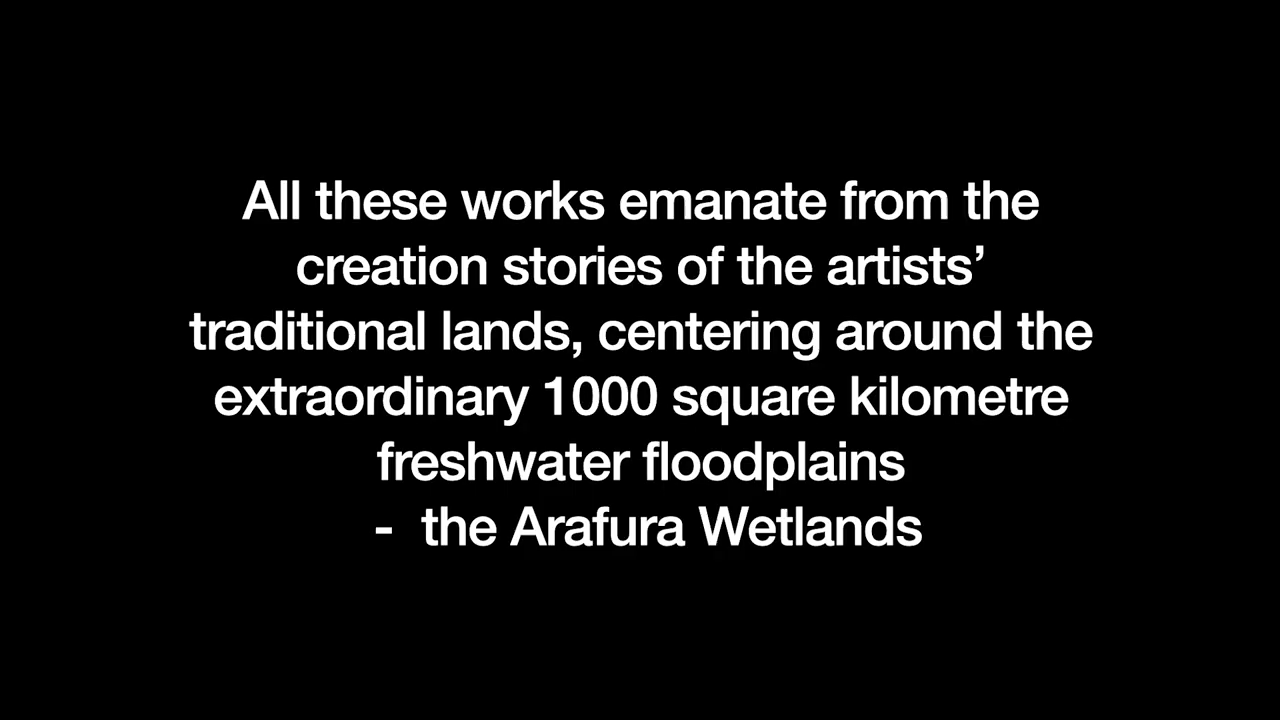 All these works emanate from the
creation stories of the artists’
traditional lands, centering around the
extraordinary 1000 square kilometre
freshwater floodplains
- the Arafura Wetlands